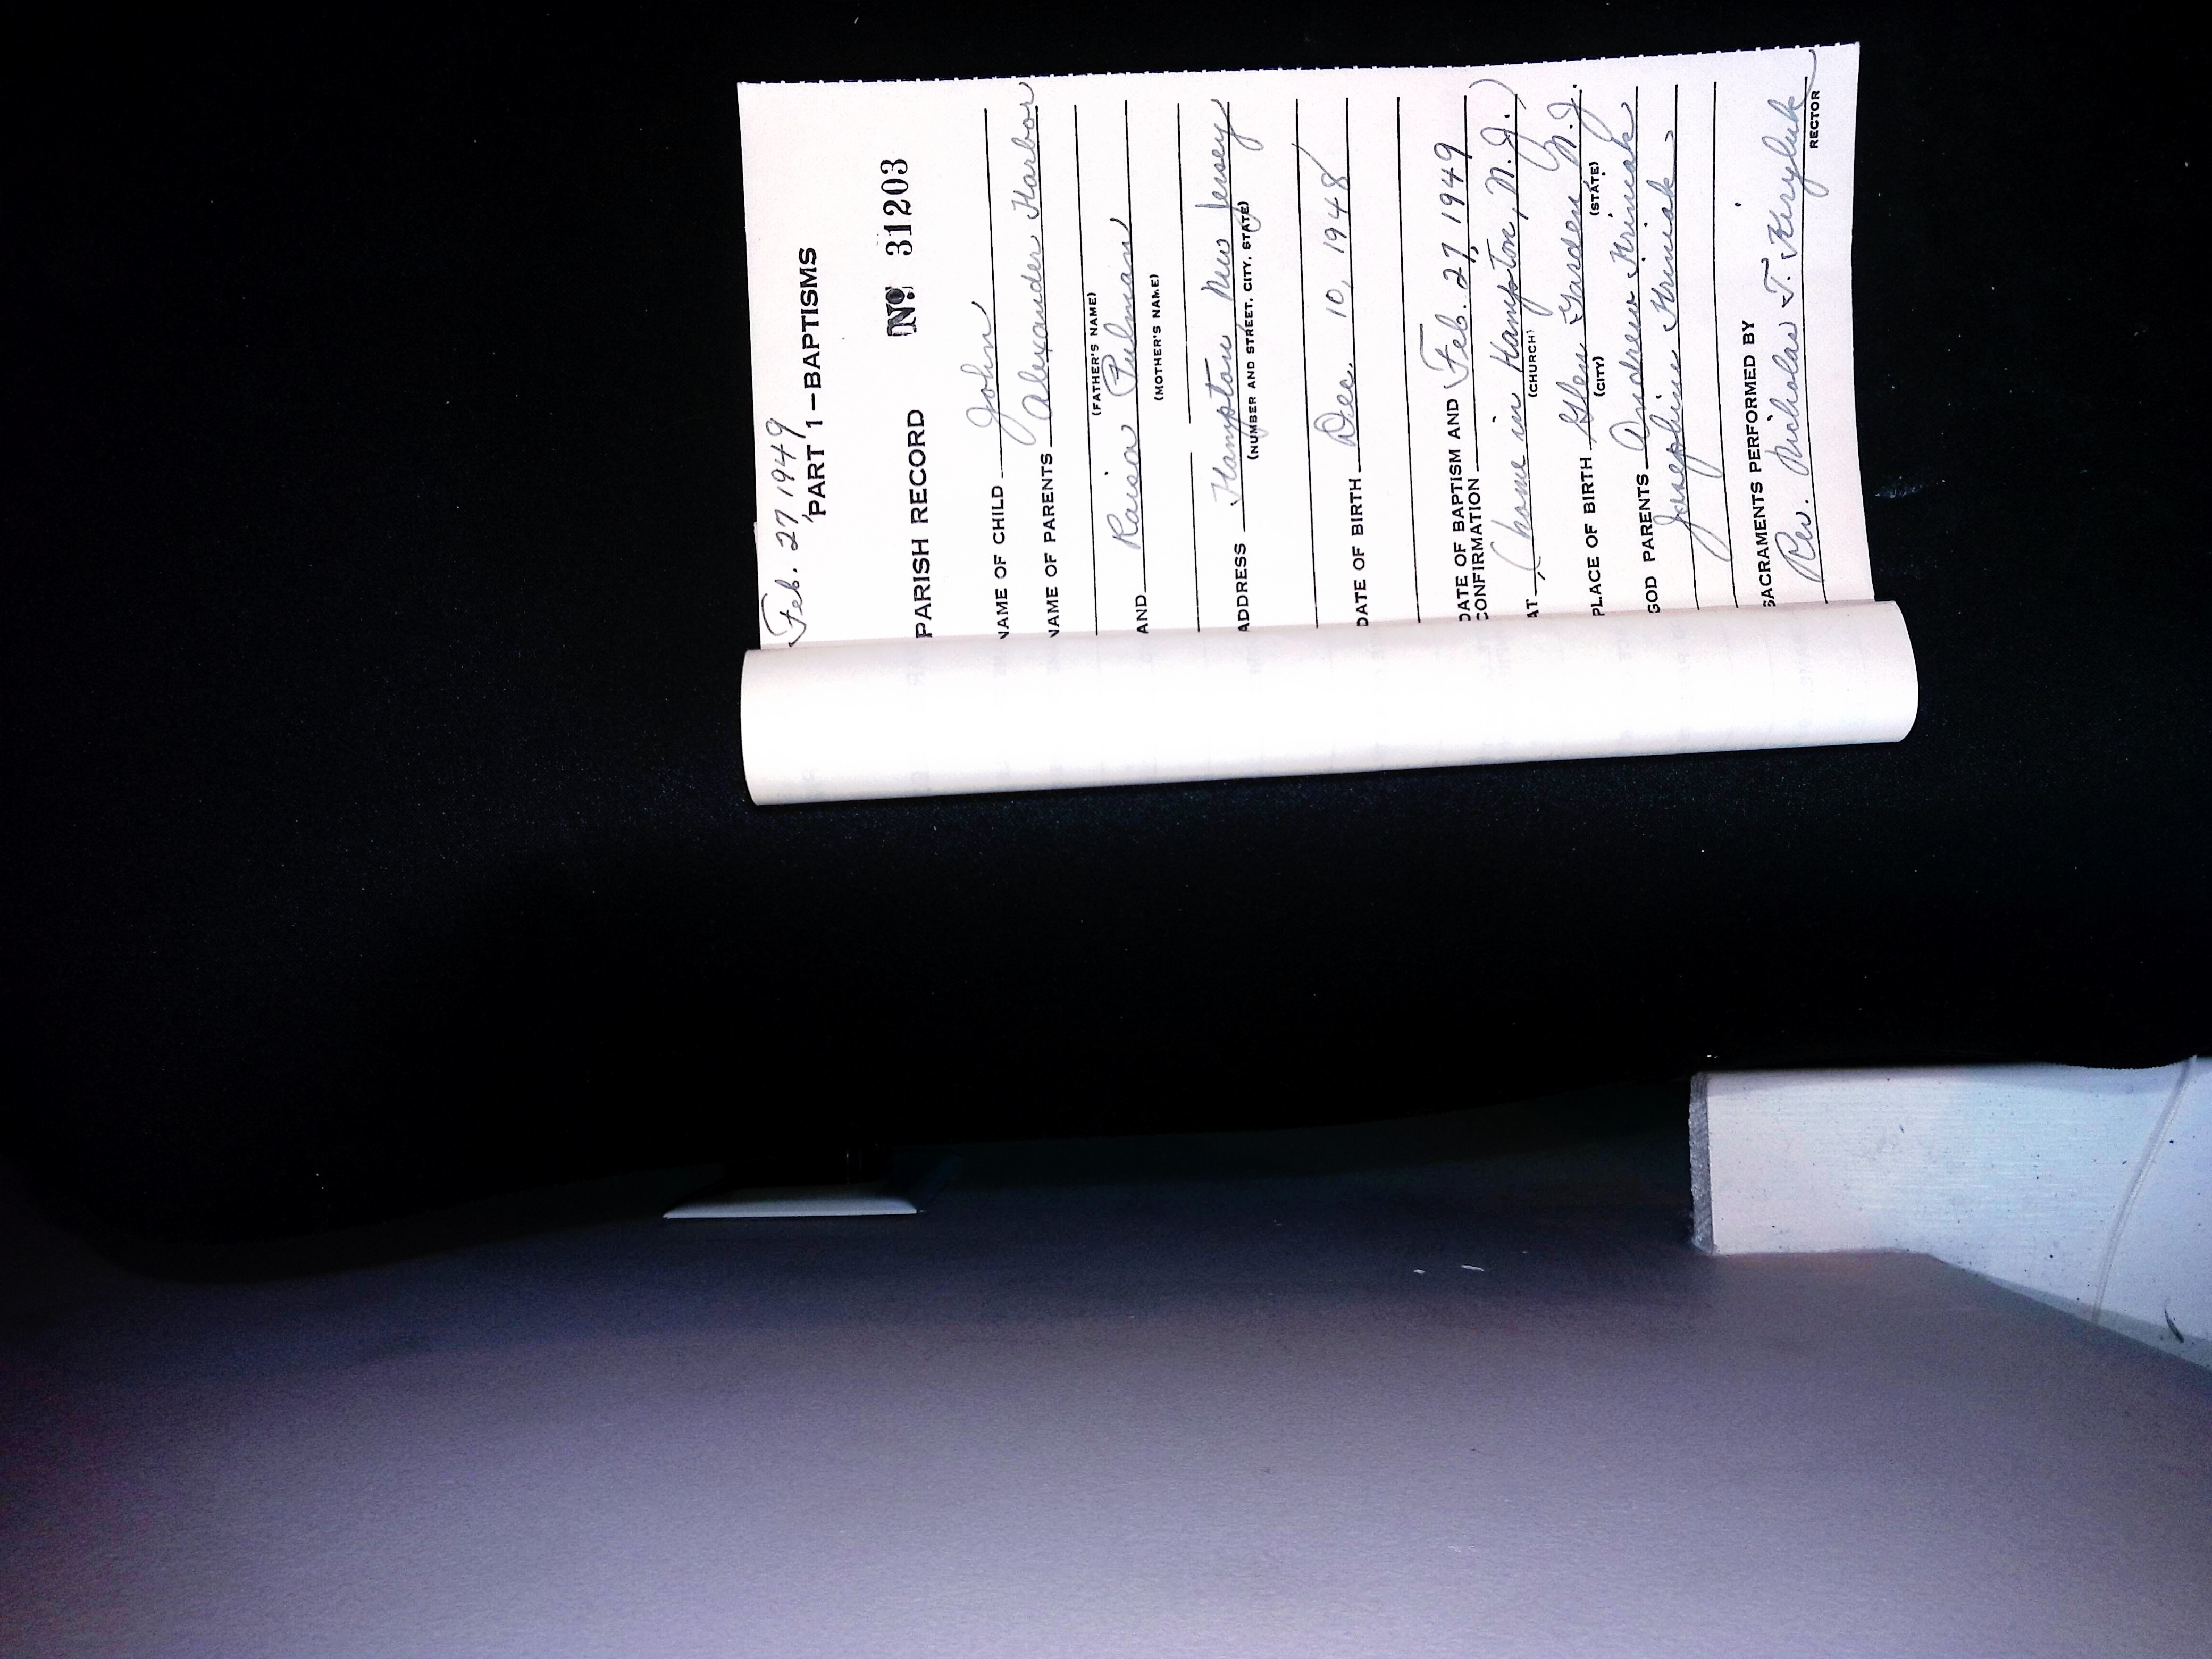 Feb. 27, 1949
PART 1—BAPTISMS
PARISH RECORD № 31203
NAME OF CHILD John
NAME OF PARENTS Alexander Harbor
(FATHER'S NAME)
AND Raisa Pulman
(MOTHER'S NAME)
ADDRESS Hampton, New Jersey
(NUMBER AND STREET, CITY, STATE)
DATE OF BIRTH Dec. 10, 1948
DATE OF BAPTISM AND Feb. 27, 1949
CONFIRMATION
AT (home in Hampton, N.J.)
(CHURCH)
PLACE OF BIRTH Glen Garden, N.J.
(CITY) (STATE)
GOD PARENTS Andrew Hriniak
Josephine Hriniak
SACRAMENTS PERFORMED BY
Rev. Nicholas T. Kiryluk
RECTOR